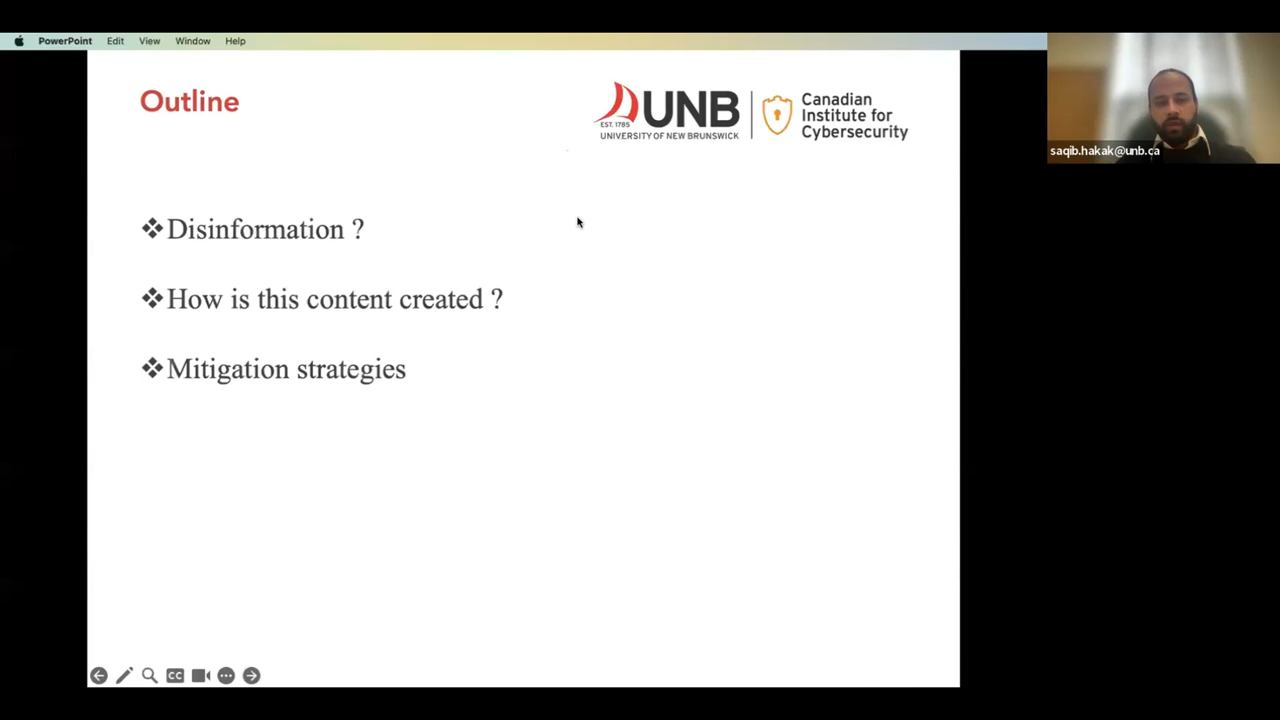 PowerPoint Edit View Window Help
Outline
EST. 1785
UNB
UNIVERSITY OF NEW BRUNSWICK
Canadian
Institute for
Cybersecurity
saqib.hakak@unb.ca
❖Disinformation ?
❖How is this content created ?
❖Mitigation strategies
CC